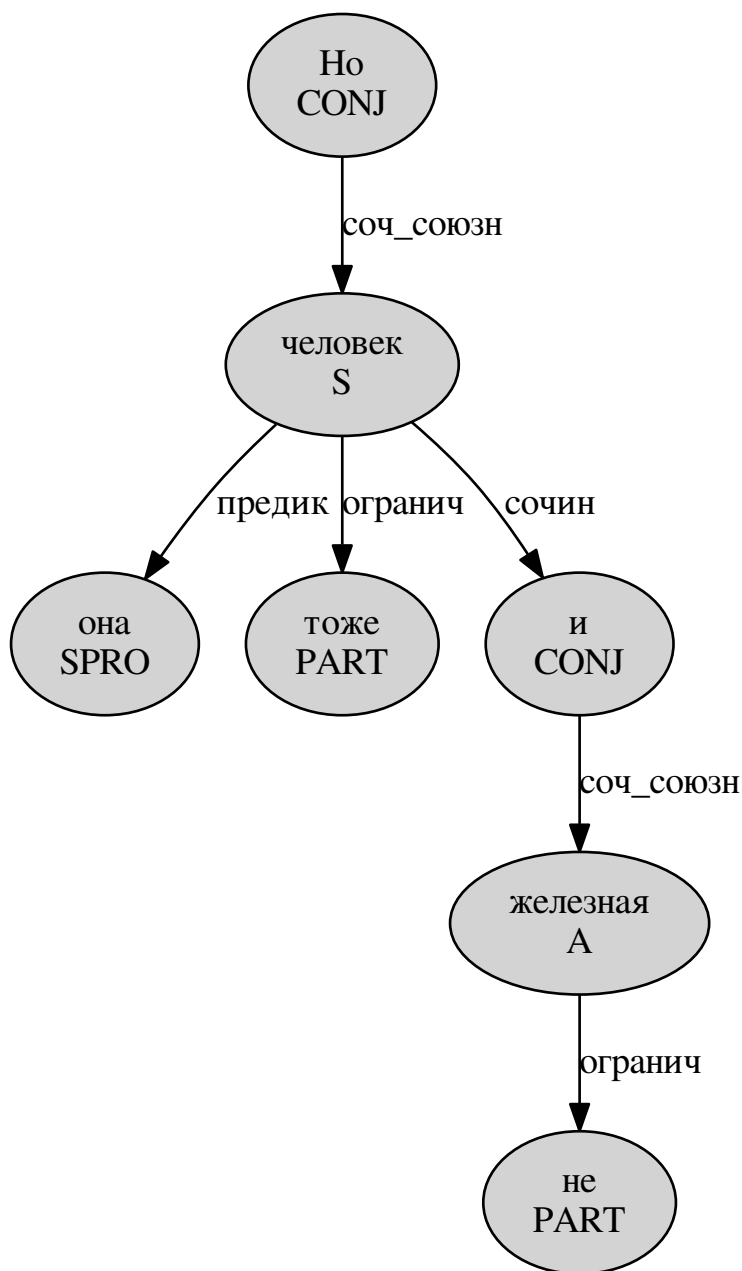 Но
CONJ
соч_союзн
человек
S
предик
огранич
сочин
она
SPRO
тоже
PART
и
CONJ
соч_союзн
железная
A
огранич
не
PART